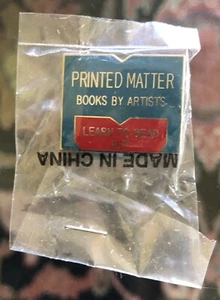 PRINTED MATTER
BOOKS BY ARTISTS
LEARN TO READ
MADE IN CHINA